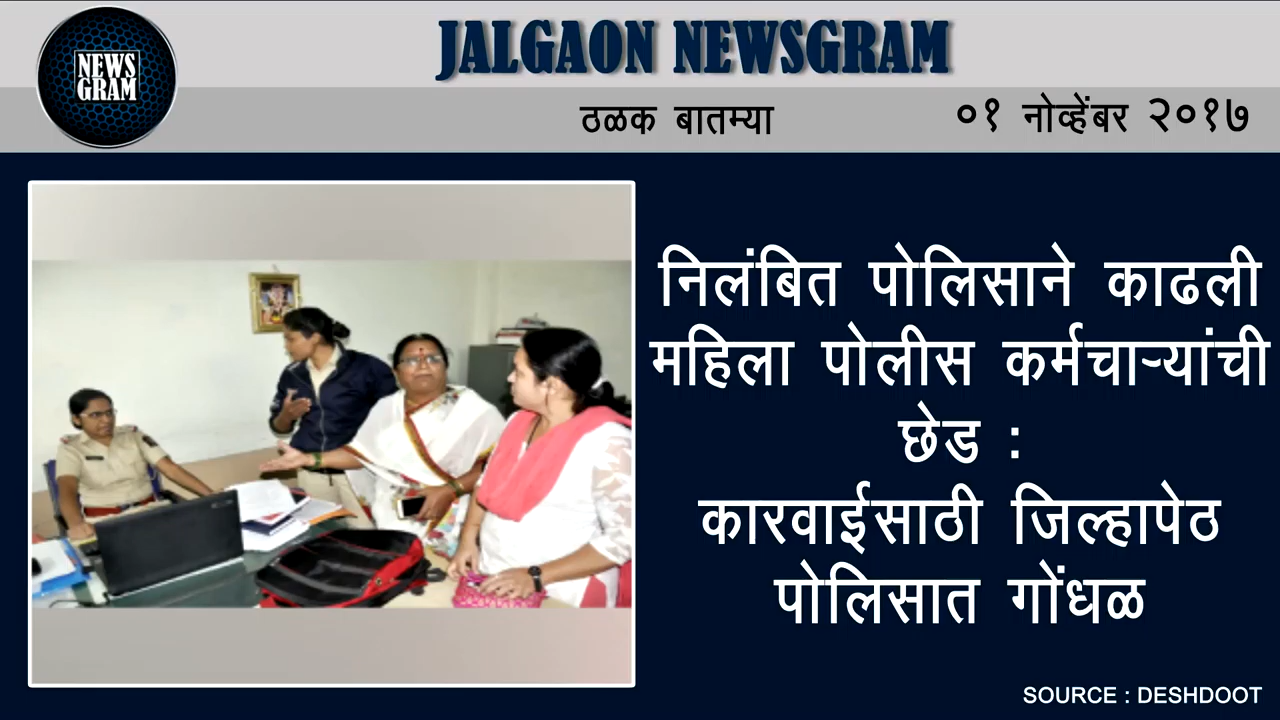 NEWS
GRAM
JALGAON NEWSGRAM
ठळक बातम्या
०१ नोव्हेंबर २०१७
निलंबित पोलिसाने काढली
महिला पोलीस कर्मचाऱ्यांची
छेड :
कारवाईसाठी जिल्हापेठ
पोलिसात गोंधळ
SOURCE : DESHDOOT